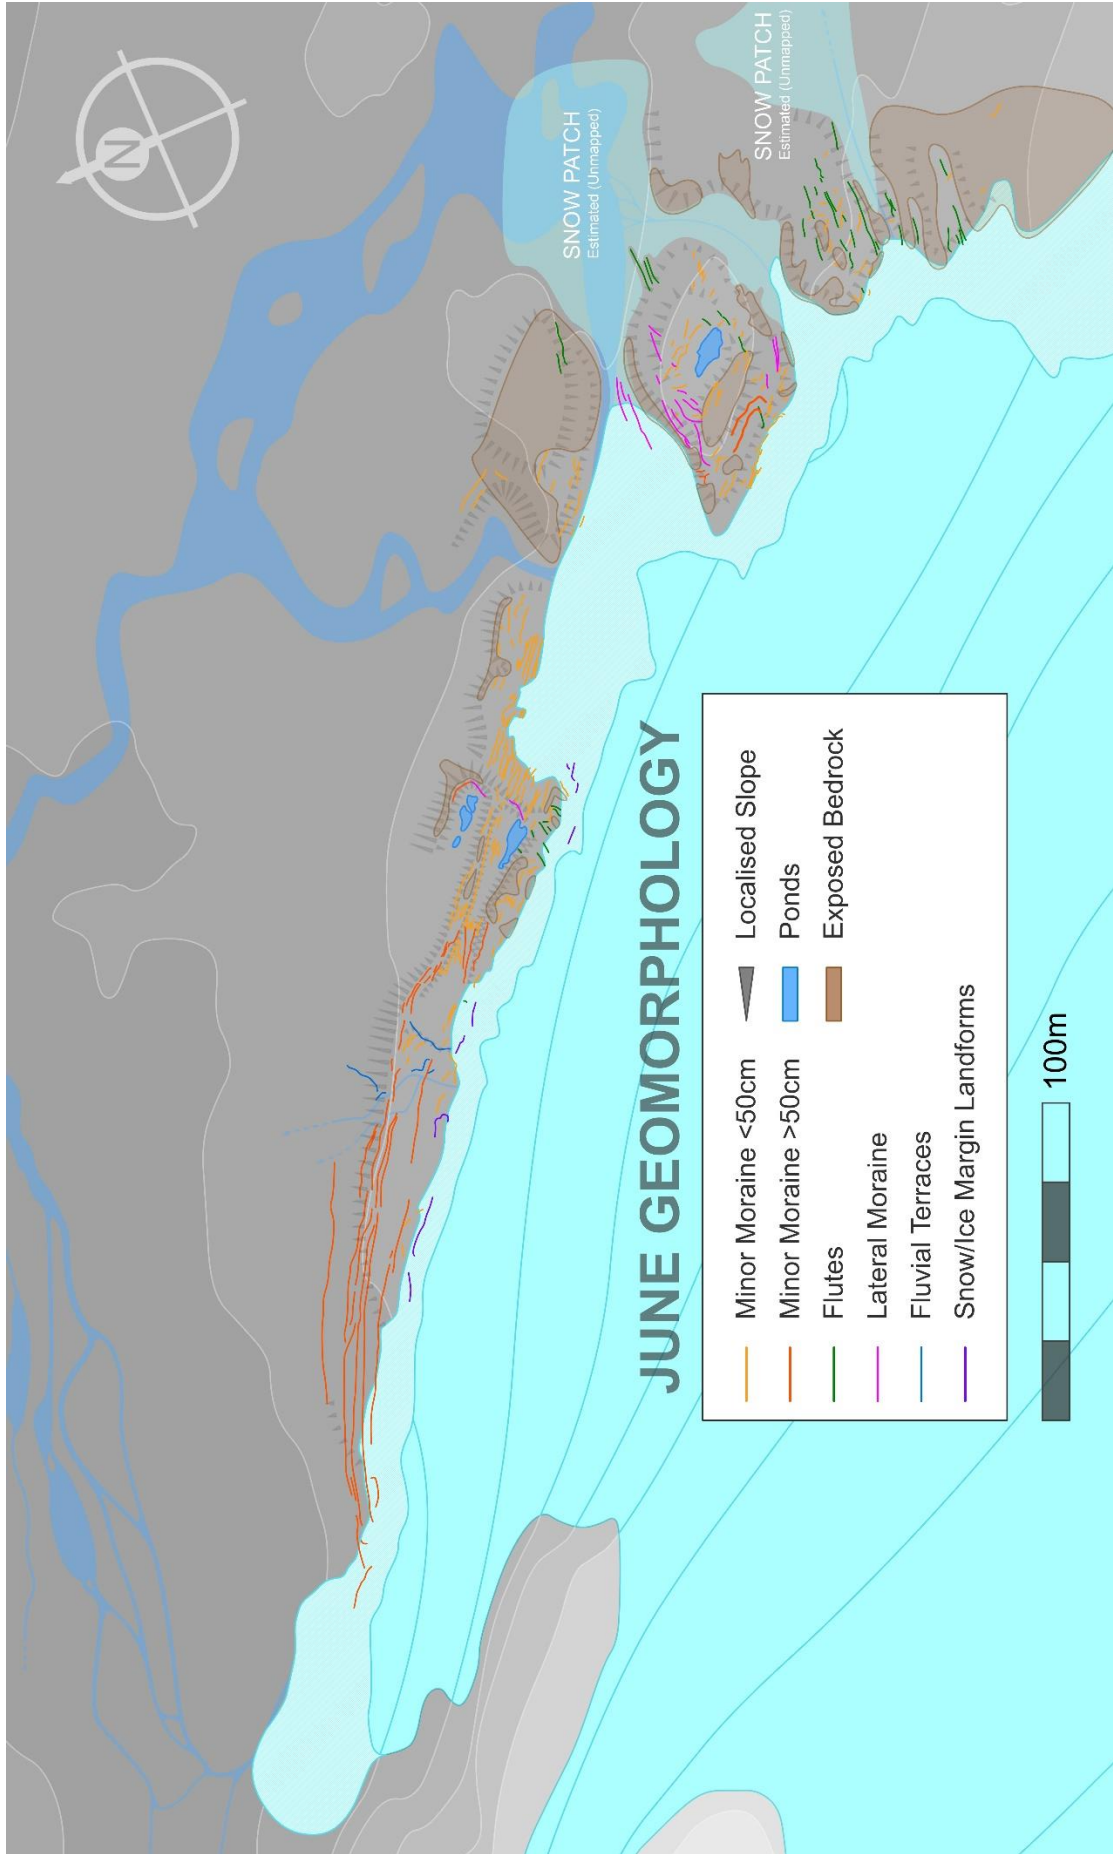 N
SNOW PATCH
Estimated (Unmapped)
SNOW PATCH
Estimated (Unmapped)
JUNE GEOMORPHOLOGY
Minor Moraine <50cm
Minor Moraine >50cm
Flutes
Lateral Moraine
Fluvial Terraces
Snow/Ice Margin Landforms
Localised Slope
Ponds
Exposed Bedrock
100m